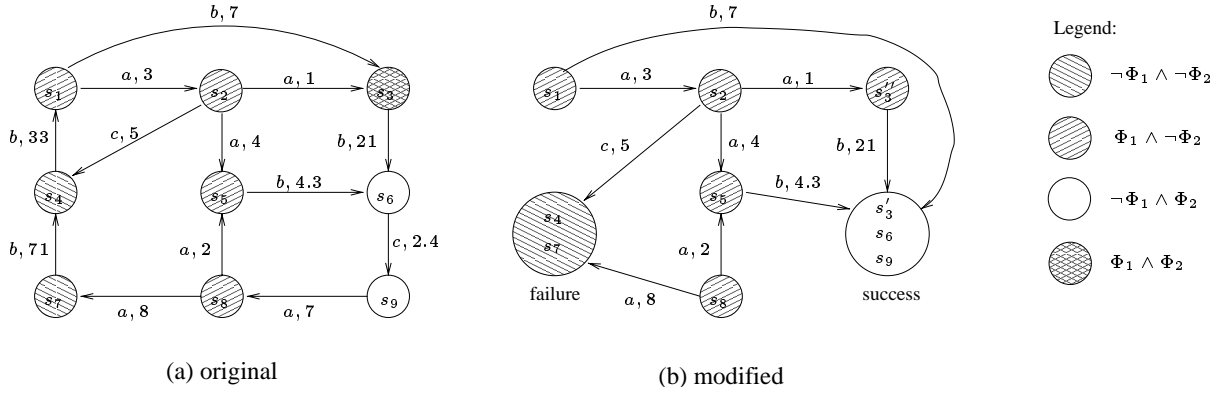 b, 7
a, 3
a, 1
s1
s2
s3
b, 33
c, 5
a, 4
b, 21
s4
s5
b, 4.3
s6
b, 71
a, 2
c, 2.4
s7
a, 8
s8
a, 7
s9
(a) original
b, 7
a, 3
a, 1
s1
s2
s3''
c, 5
a, 4
b, 21
s5
b, 4.3
s4
s7
s3'
s6
s9
a, 2
failure
a, 8
s8
success
(b) modified
Legend:
¬Φ1 ∧ ¬Φ2
Φ1 ∧ ¬Φ2
¬Φ1 ∧ Φ2
Φ1 ∧ Φ2